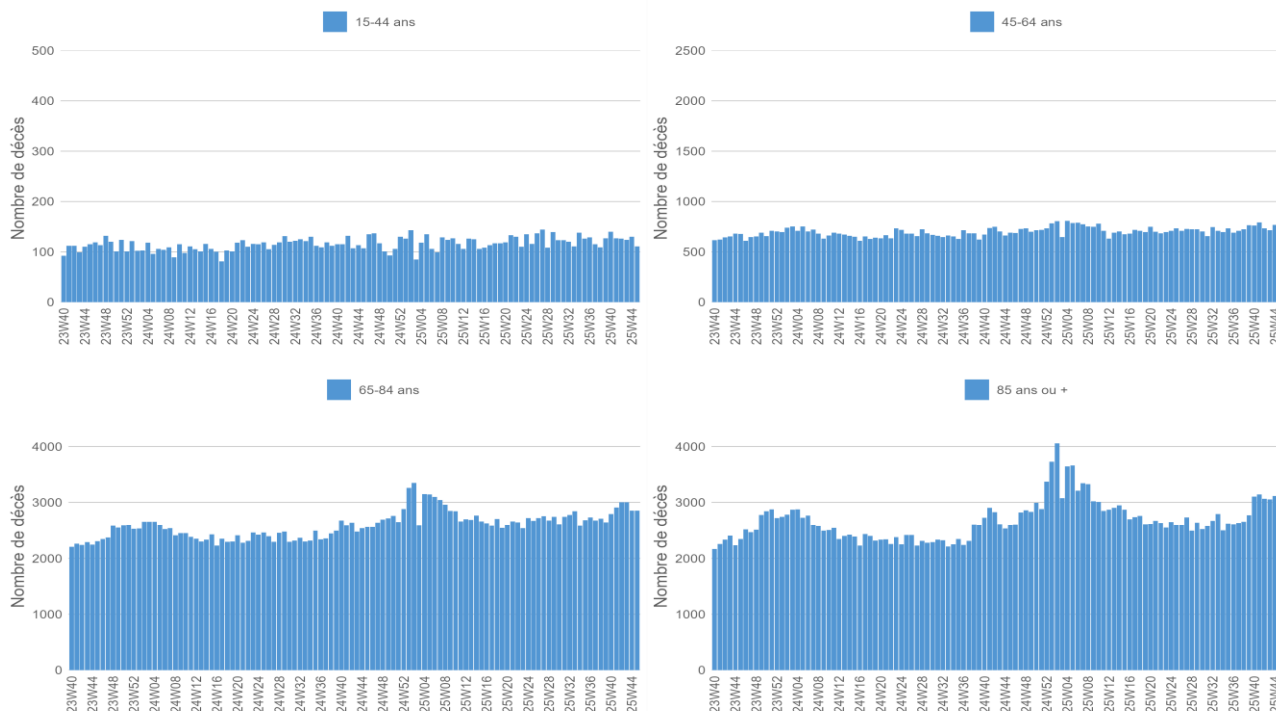 15-44 ans
500
400
300
200
100
0
Nombre de décès
23W40
23W44
23W48
23W52
24W04
24W08
24W12
24W16
24W20
24W24
24W28
24W32
24W36
24W40
24W44
24W48
24W52
25W04
25W08
25W12
25W16
25W20
25W24
25W28
25W32
25W36
25W40
25W44
45-64 ans
2500
2000
1500
1000
500
0
Nombre de décès
23W40
23W44
23W48
23W52
24W04
24W08
24W12
24W16
24W20
24W24
24W28
24W32
24W36
24W40
24W44
24W48
24W52
25W04
25W08
25W12
25W16
25W20
25W24
25W28
25W32
25W36
25W40
25W44
65-84 ans
4000
3000
2000
1000
0
Nombre de décès
23W40
23W44
23W48
23W52
24W04
24W08
24W12
24W16
24W20
24W24
24W28
24W32
24W36
24W40
24W44
24W48
24W52
25W04
25W08
25W12
25W16
25W20
25W24
25W28
25W32
25W36
25W40
25W44
85 ans ou +
4000
3000
2000
1000
0
Nombre de décès
23W40
23W44
23W48
23W52
24W04
24W08
24W12
24W16
24W20
24W24
24W28
24W32
24W36
24W40
24W44
24W48
24W52
25W04
25W08
25W12
25W16
25W20
25W24
25W28
25W32
25W36
25W40
25W44